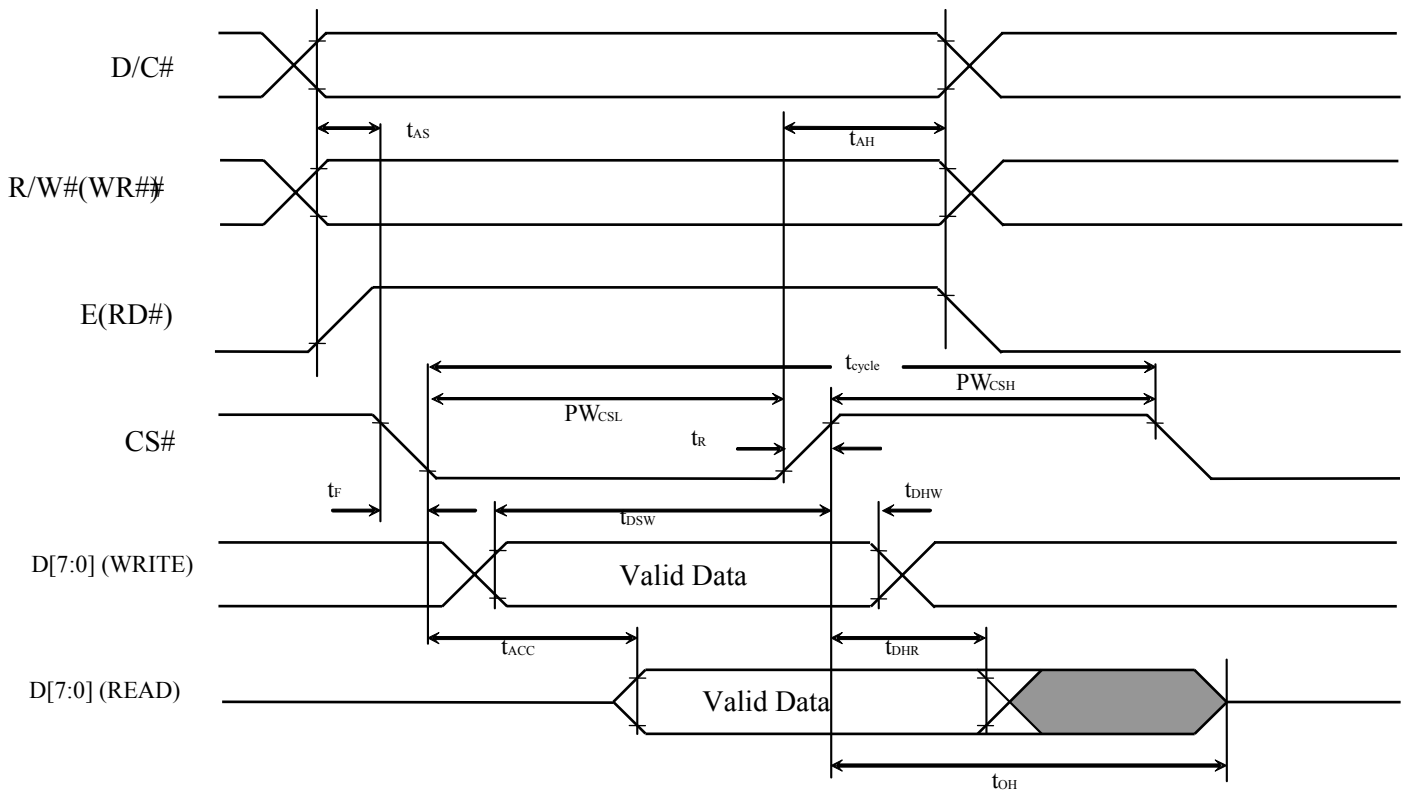 D/C#
tAS
tAH
R/W#(WR#)#
E(RD#)
tcycle
PWCSL
PWCSH
CS#
tR
tF
tDSW
tDHW
D[7:0] (WRITE)
Valid Data
tACC
tDHR
D[7:0] (READ)
Valid Data
tOH